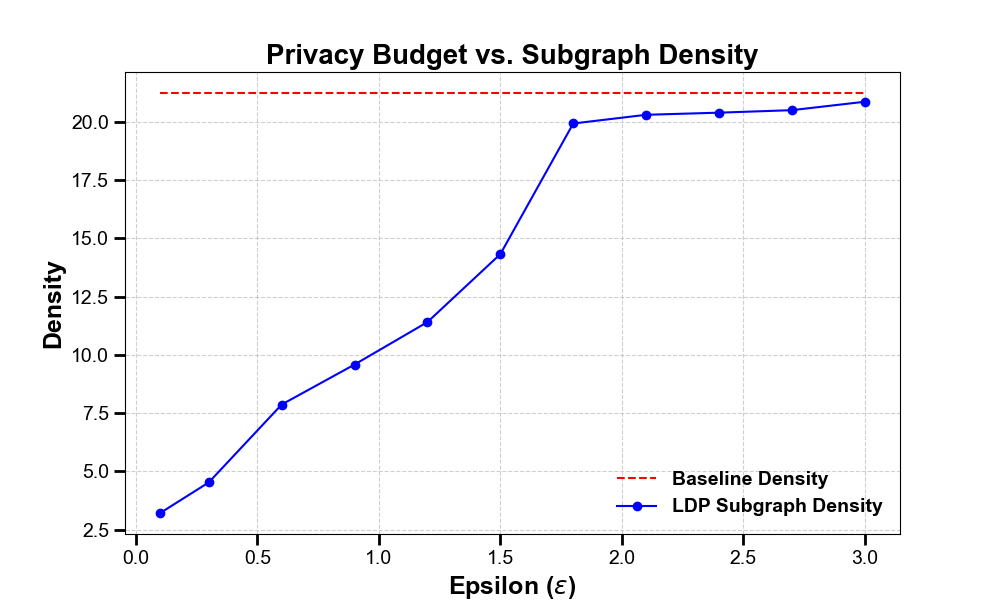 Privacy Budget vs. Subgraph Density
Density
20.0
17.5
15.0
12.5
10.0
7.5
5.0
2.5
Baseline Density
LDP Subgraph Density
0.0 0.5 1.0 1.5 2.0 2.5 3.0
Epsilon (ε)